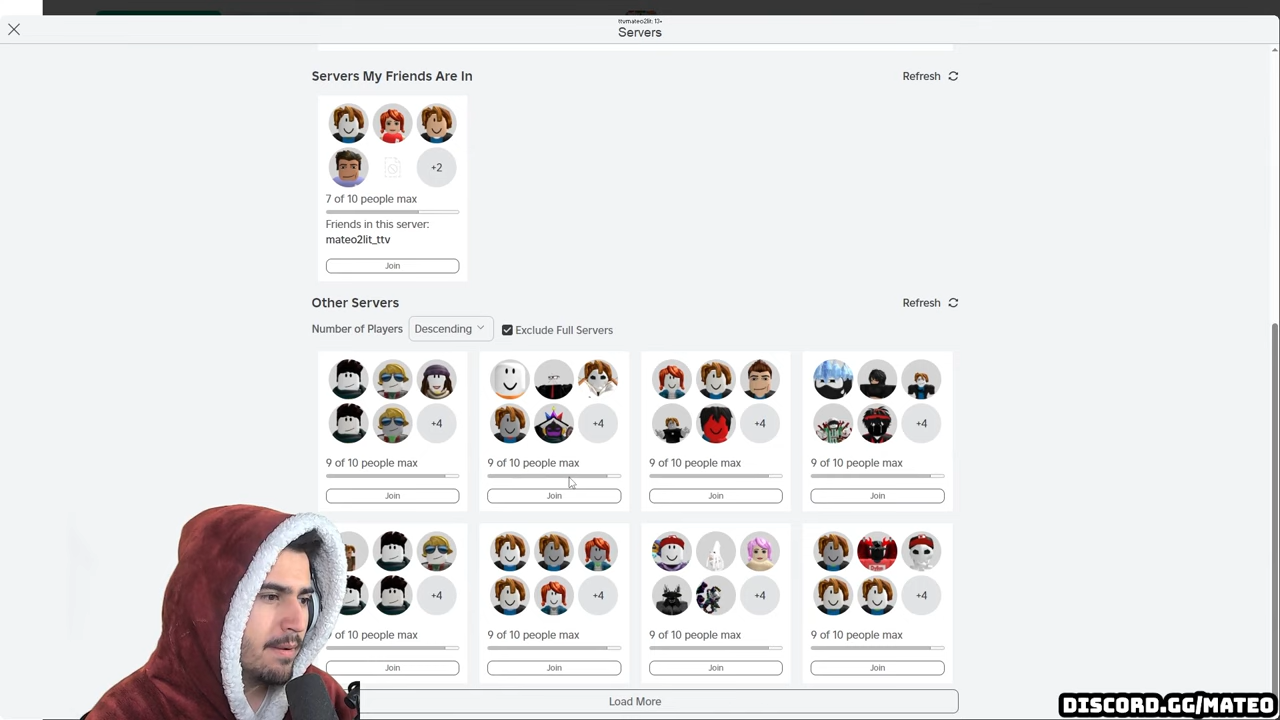 ttvmateo2lit; 13+
Servers
Servers My Friends Are In
Refresh
+2
7 of 10 people max
Friends in this server:
mateo2lit_ttv
Join
Other Servers
Refresh
Number of Players
Descending
Exclude Full Servers
+4
+4
+4
+4
9 of 10 people max
9 of 10 people max
9 of 10 people max
9 of 10 people max
Join
Join
Join
Join
+4
+4
+4
+4
of 10 people max
9 of 10 people max
9 of 10 people max
9 of 10 people max
Join
Join
Join
Join
Load More
DISCORD.GG/MATEO